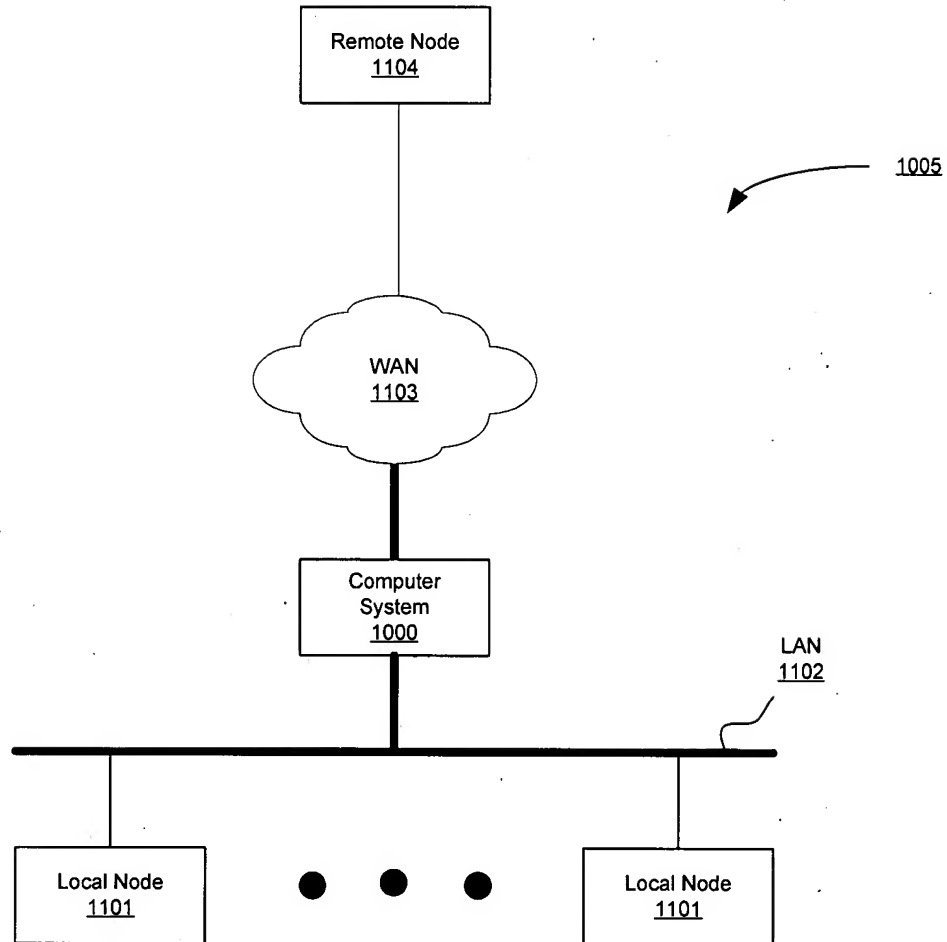 Remote Node
1104
1005
WAN
1103
Computer
System
1000
LAN
1102
Local Node
1101
Local Node
1101